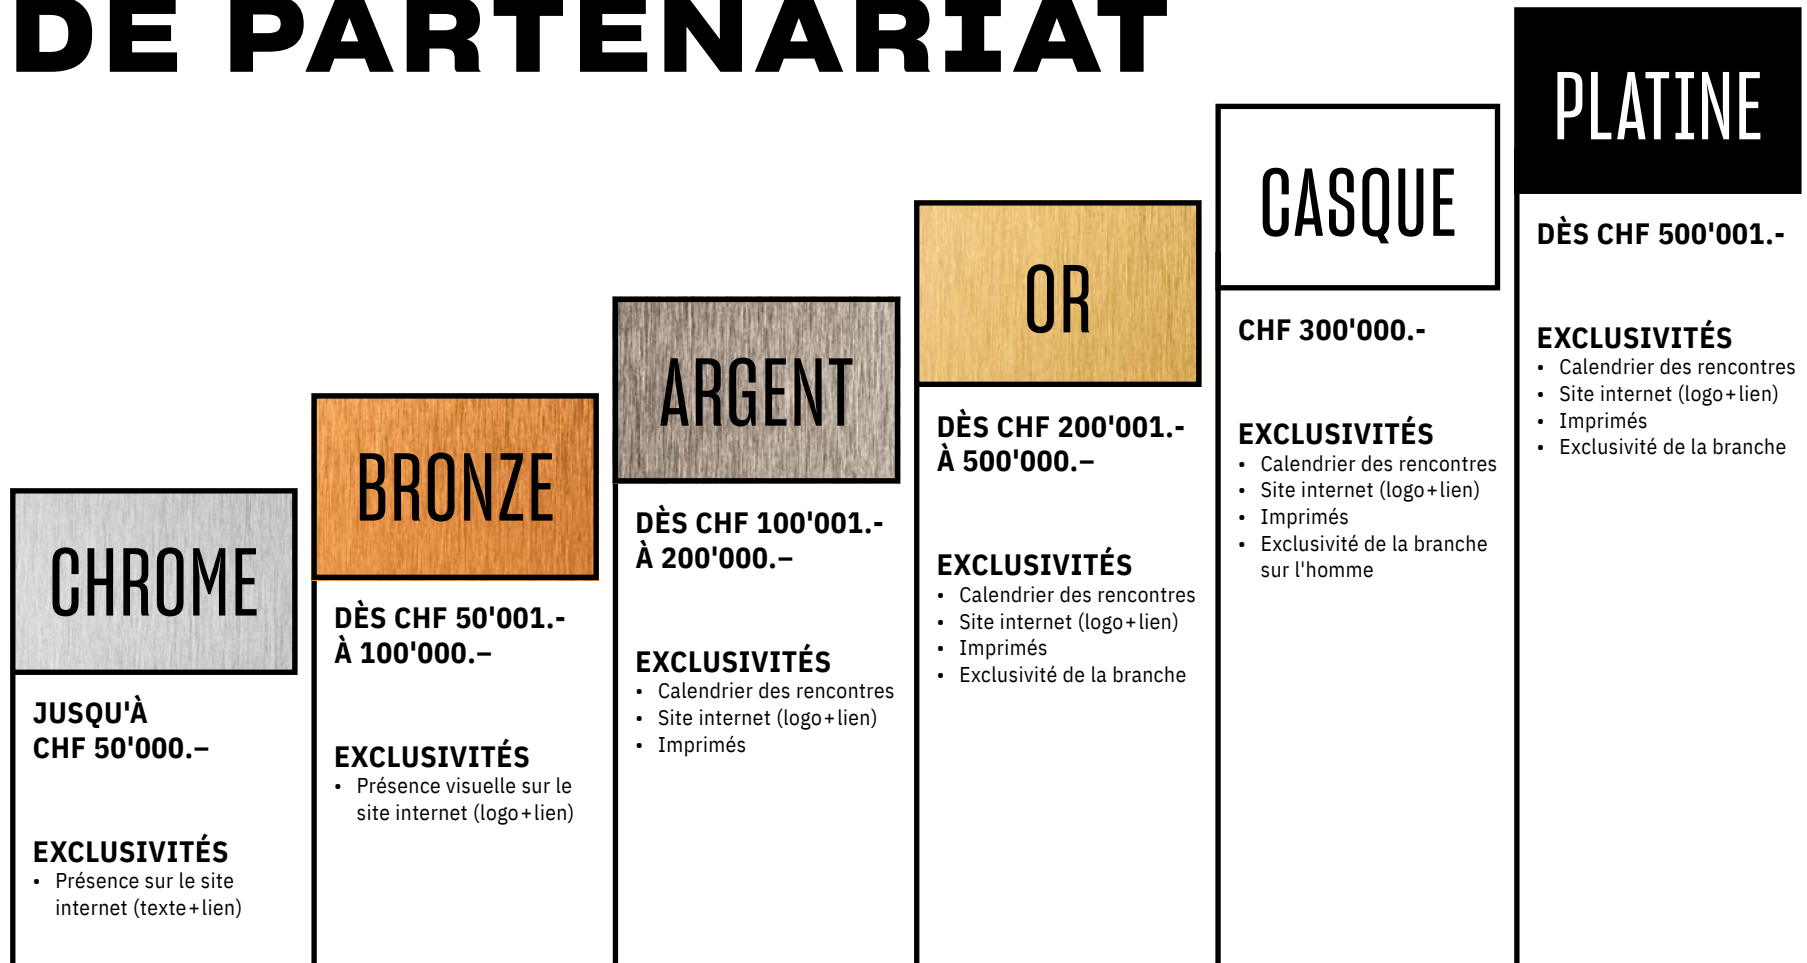 DE PARTENARIAT
CHROME
JUSQU'À
CHF 50'000.–
EXCLUSIVITÉS
• Présence sur le site
internet (texte+lien)
BRONZE
DÈS CHF 50'001.-
À 100'000.–
EXCLUSIVITÉS
• Présence visuelle sur le
site internet (logo+lien)
ARGENT
DÈS CHF 100'001.-
À 200'000.–
EXCLUSIVITÉS
• Calendrier des rencontres
• Site internet (logo+lien)
• Imprimés
OR
DÈS CHF 200'001.-
À 500'000.–
EXCLUSIVITÉS
• Calendrier des rencontres
• Site internet (logo+lien)
• Imprimés
• Exclusivité de la branche
CASQUE
CHF 300'000.-
EXCLUSIVITÉS
• Calendrier des rencontres
• Site internet (logo+lien)
• Imprimés
• Exclusivité de la branche
sur l'homme
PLATINE
DÈS CHF 500'001.-
EXCLUSIVITÉS
• Calendrier des rencontres
• Site internet (logo+lien)
• Imprimés
• Exclusivité de la branche